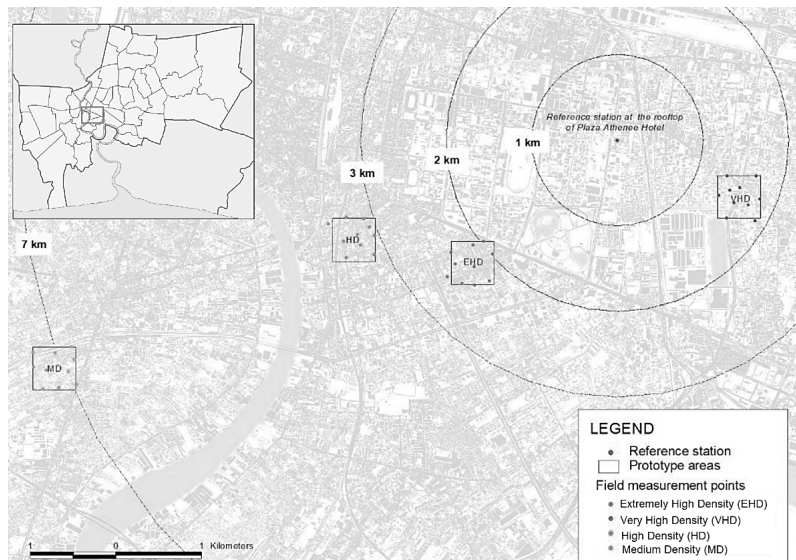 Reference station at the rooftop
of Plaza Athenee Hotel
1 km
2 km
3 km
VHD
HD
7 km
EHD
MD
LEGEND
Reference station
Prototype areas
Field measurement points
Extremely High Density (EHD)
Very High Density (VHD)
High Density (HD)
Medium Density (MD)
1 0 1 Kilometers